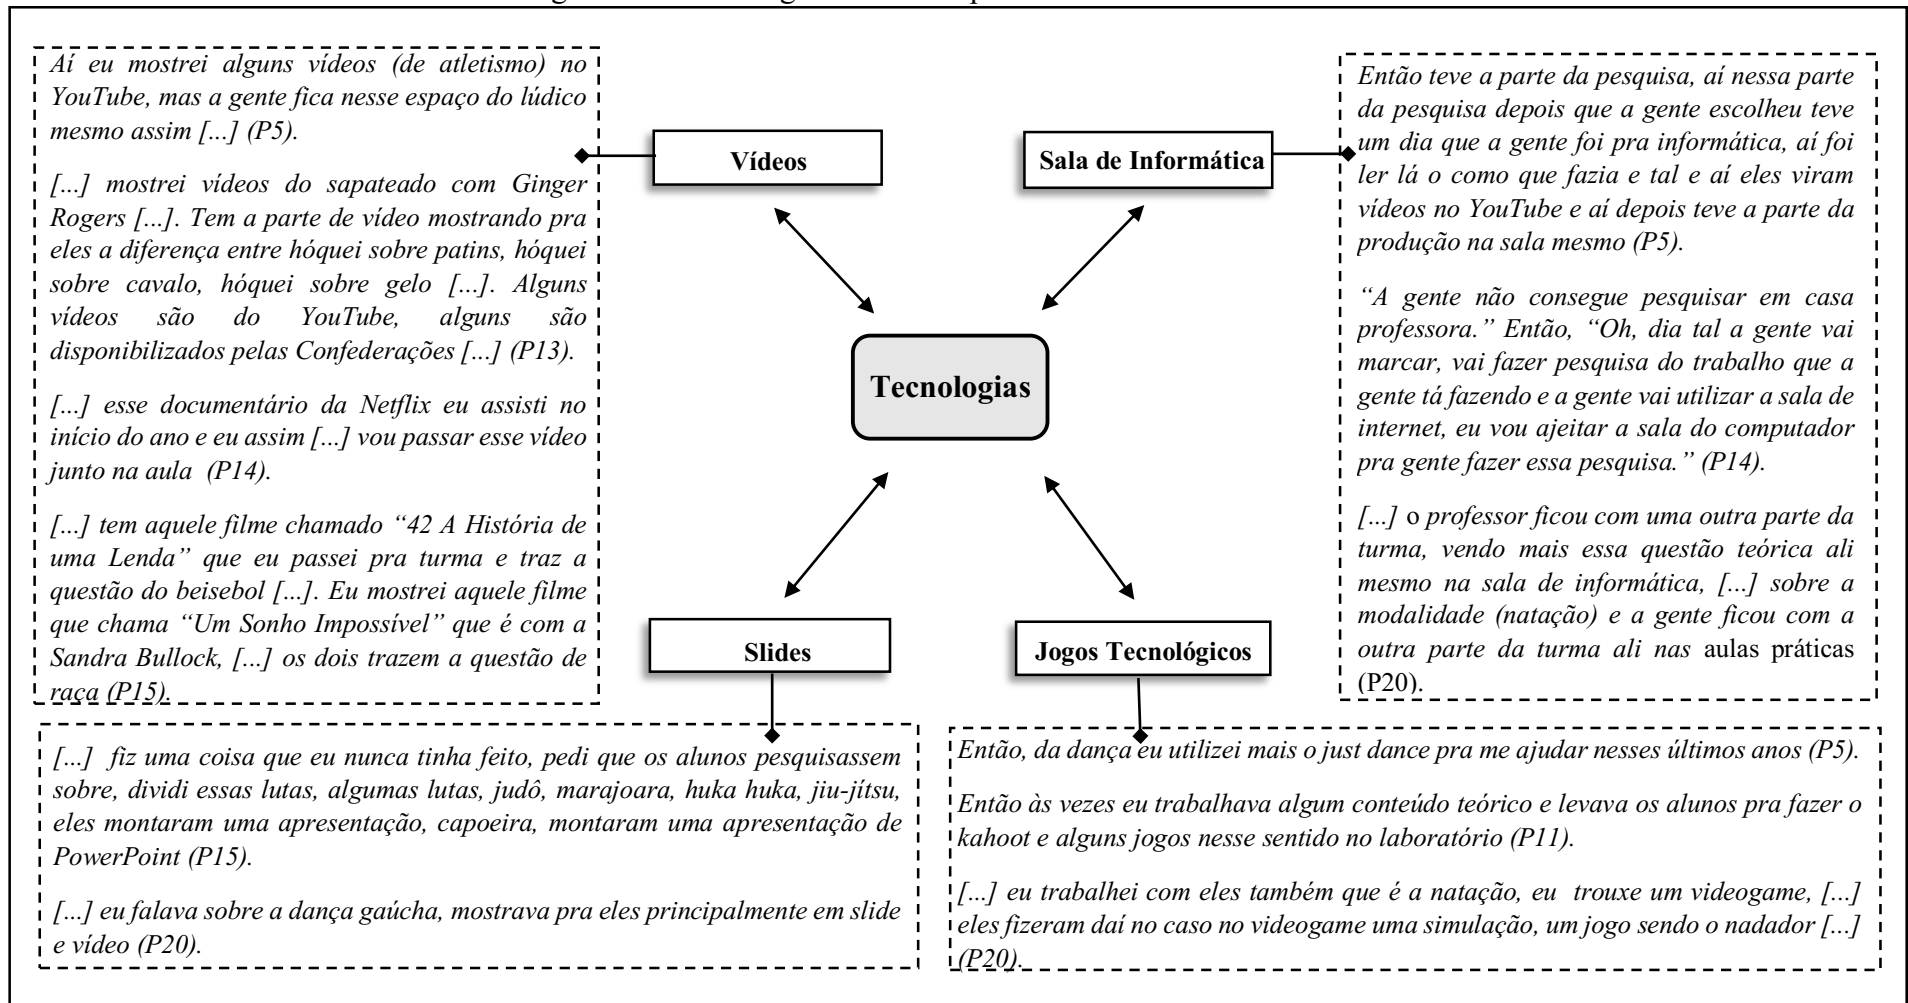 Aí eu mostrei alguns vídeos (de atletismo) no
YouTube, mas a gente fica nesse espaço do lúdico
mesmo assim [...] (P5).
[...] mostrei vídeos do sapateado com Ginger
Rogers [...]. Tem a parte de vídeo mostrando pra
eles a diferença entre hóquei sobre patins, hóquei
sobre cavalo, hóquei sobre gelo [...]. Alguns
vídeos são do YouTube, alguns são
disponibilizados pelas Confederações [...] (P13).
[...] esse documentário da Netflix eu assisti no
início do ano e eu assim [...] vou passar esse vídeo
junto na aula (P14).
[...] tem aquele filme chamado “42 A História de
uma Lenda” que eu passei pra turma e traz a
questão do beisebol [...]. Eu mostrei aquele filme
que chama “Um Sonho Impossível” que é com a
Sandra Bullock, [...] os dois trazem a questão de
raça (P15).
Vídeos
Sala de Informática
Então teve a parte da pesquisa, aí nessa parte
da pesquisa depois que a gente escolheu teve
um dia que a gente foi pra informática, aí foi
ler lá o como que fazia e tal e aí eles viram
vídeos no YouTube e aí depois teve a parte da
produção na sala mesmo (P5).
“A gente não consegue pesquisar em casa
professora.” Então, “Oh, dia tal a gente vai
marcar, vai fazer pesquisa do trabalho que a
gente tá fazendo e a gente vai utilizar a sala de
internet, eu vou ajeitar a sala do computador
pra gente fazer essa pesquisa.” (P14).
[...] o professor ficou com uma outra parte da
turma, vendo mais essa questão teórica ali
mesmo na sala de informática, [...] sobre a
modalidade (natação) e a gente ficou com a
outra parte da turma ali nas aulas práticas
(P20).
Tecnologias
Slides
Jogos Tecnológicos
[...] fiz uma coisa que eu nunca tinha feito, pedi que os alunos pesquisassem
sobre, dividi essas lutas, algumas lutas, judô, marajoara, huka huka, jiu-jítsu,
eles montaram uma apresentação, capoeira, montaram uma apresentação de
PowerPoint (P15).
[...] eu falava sobre a dança gaúcha, mostrava pra eles principalmente em slide
e vídeo (P20).
Então, da dança eu utilizei mais o just dance pra me ajudar nesses últimos anos (P5).
Então às vezes eu trabalhava algum conteúdo teórico e levava os alunos pra fazer o
kahoot e alguns jogos nesse sentido no laboratório (P11).
[...] eu trabalhei com eles também que é a natação, eu trouxe um videogame, [...]
eles fizeram daí no caso no videogame uma simulação, um jogo sendo o nadador [...]
(P20).